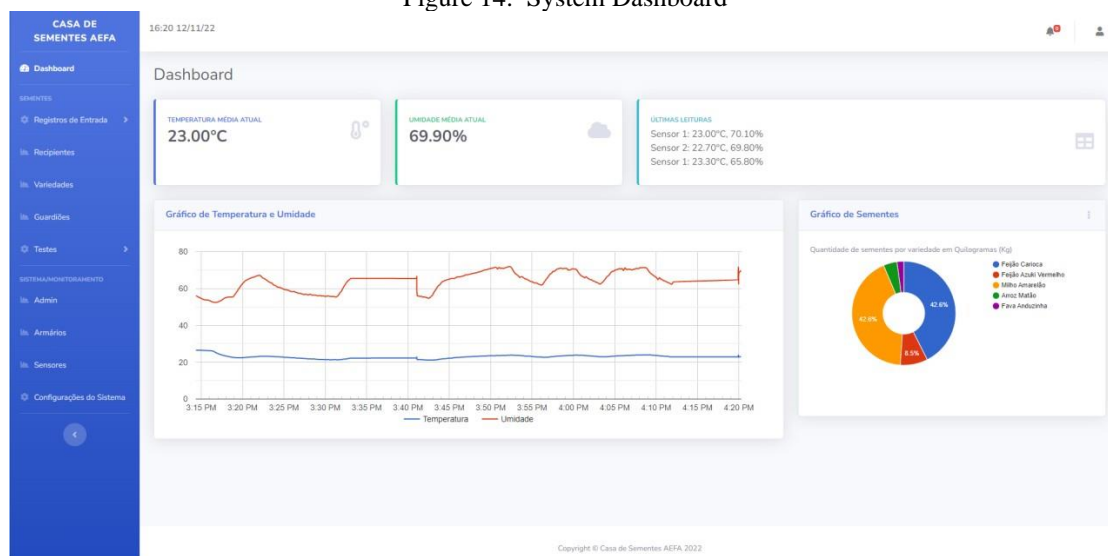 Figure 14: System Dashboard
CASA DE
SEMENTES AEFA
16:20 12/11/22
Dashboard
SEMENTES
Registros de Entrada
Recipientes
Variedades
Guardiões
Testes
SISTEMA/MONITORAMENTO
Admin
Armários
Sensores
Configurações do Sistema
Dashboard
TEMPERATURA MÉDIA ATUAL
23.00°C
UMIDADE MÉDIA ATUAL
69.90%
ÚLTIMAS LEITURAS
Sensor 1: 23.00°C, 70.10%
Sensor 2: 22.70°C, 69.80%
Sensor 1: 23.30°C, 65.80%
Gráfico de Temperatura e Umidade
80
60
40
20
0
3:15 PM 3:20 PM 3:25 PM 3:30 PM 3:35 PM 3:40 PM 3:45 PM 3:50 PM 3:55 PM 4:00 PM 4:05 PM 4:10 PM 4:15 PM 4:20 PM
Temperatura Umidade
Gráfico de Sementes
Quantidade de sementes por variedade em Quilogramas (Kg)
Feijão Carioca
Feijão Azuki Vermelho
Milho Amarelão
Arroz Matão
Fava Anduzinha
42.6%
42.6%
8.5%
Copyright © Casa de Sementes AEFA 2022